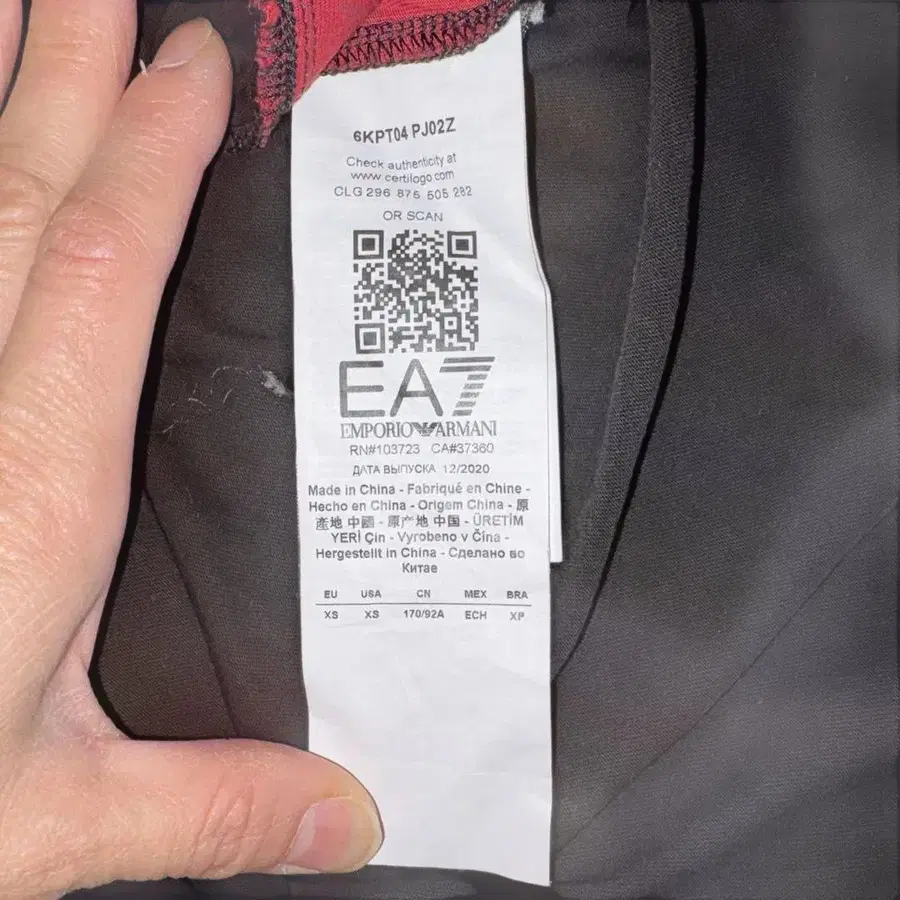 6KPT04 PJ02Z
Check authenticity at
www certilogo com
CLG 296 875 505 282
OR SCAN
EA7
EMPORIO ARMANI
RN#103723 CA#37360
ДАТА ВЫПУСКА 12/2020
Made in China - Fabriqué en Chine -
Hecho en China - Origem China - 原
產地 中國 - 原产地 中国 - ÜRETİM
YERİ Çin - Vyrobeno v Čína -
Hergestellt in China - Сделано во
Китае
EU USA CN MEX BRA
XS XS 170/92A ECH XP